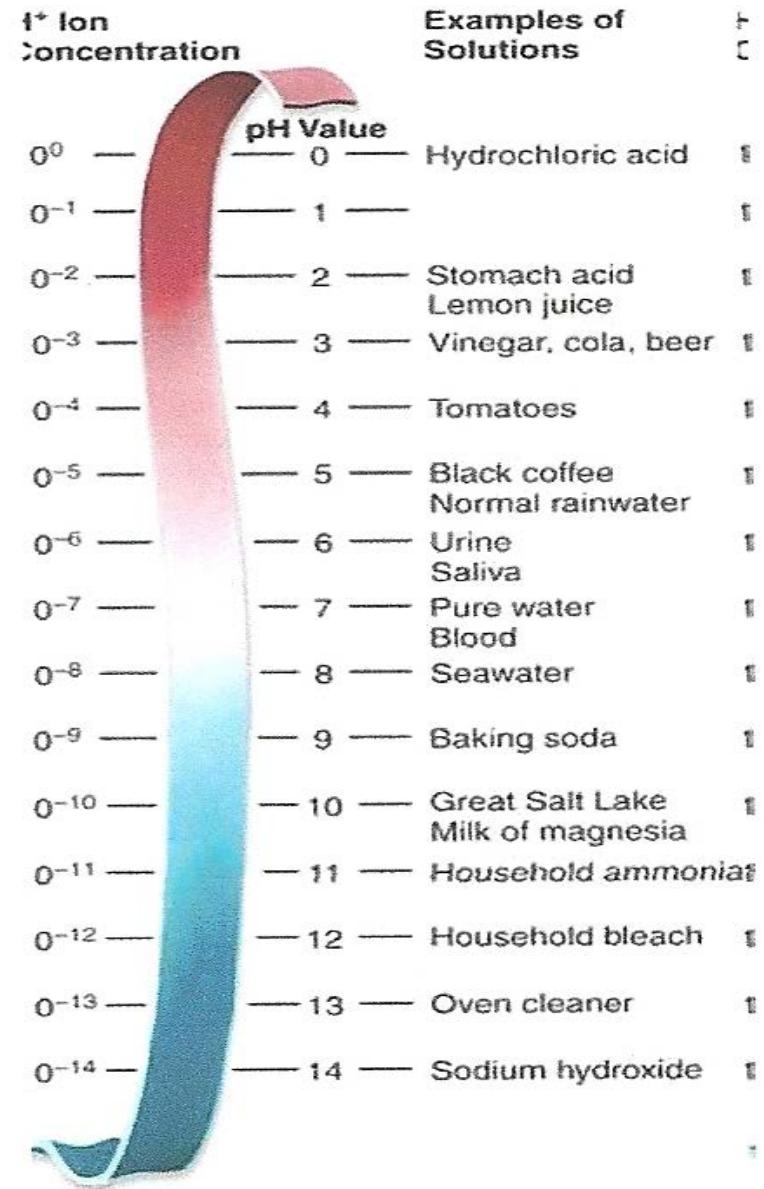 H⁺ Ion Examples of
Concentration Solutions
pH Value
0⁰ 0 Hydrochloric acid
0⁻¹ 1
0⁻² 2 Stomach acid
Lemon juice
0⁻³ 3 Vinegar, cola, beer
0⁻⁴ 4 Tomatoes
0⁻⁵ 5 Black coffee
Normal rainwater
0⁻⁶ 6 Urine
Saliva
0⁻⁷ 7 Pure water
Blood
0⁻⁸ 8 Seawater
0⁻⁹ 9 Baking soda
0⁻¹⁰ 10 Great Salt Lake
Milk of magnesia
0⁻¹¹ 11 Household ammonia
0⁻¹² 12 Household bleach
0⁻¹³ 13 Oven cleaner
0⁻¹⁴ 14 Sodium hydroxide